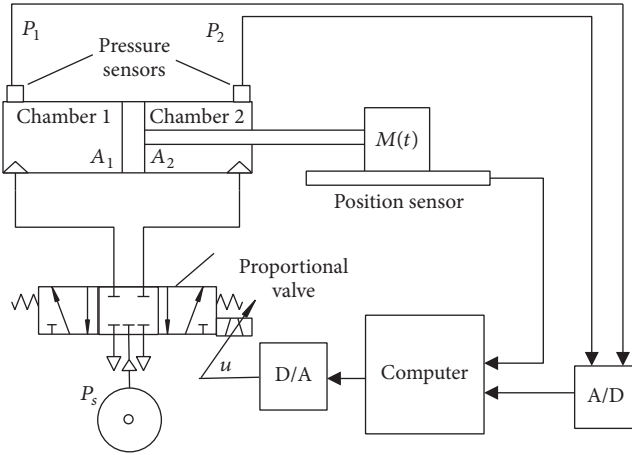 P₁
P₂
Pressure
sensors
Chamber 1
Chamber 2
A₁
A₂
M(t)
Position sensor
Proportional
valve
u
D/A
Computer
A/D
Pₛ